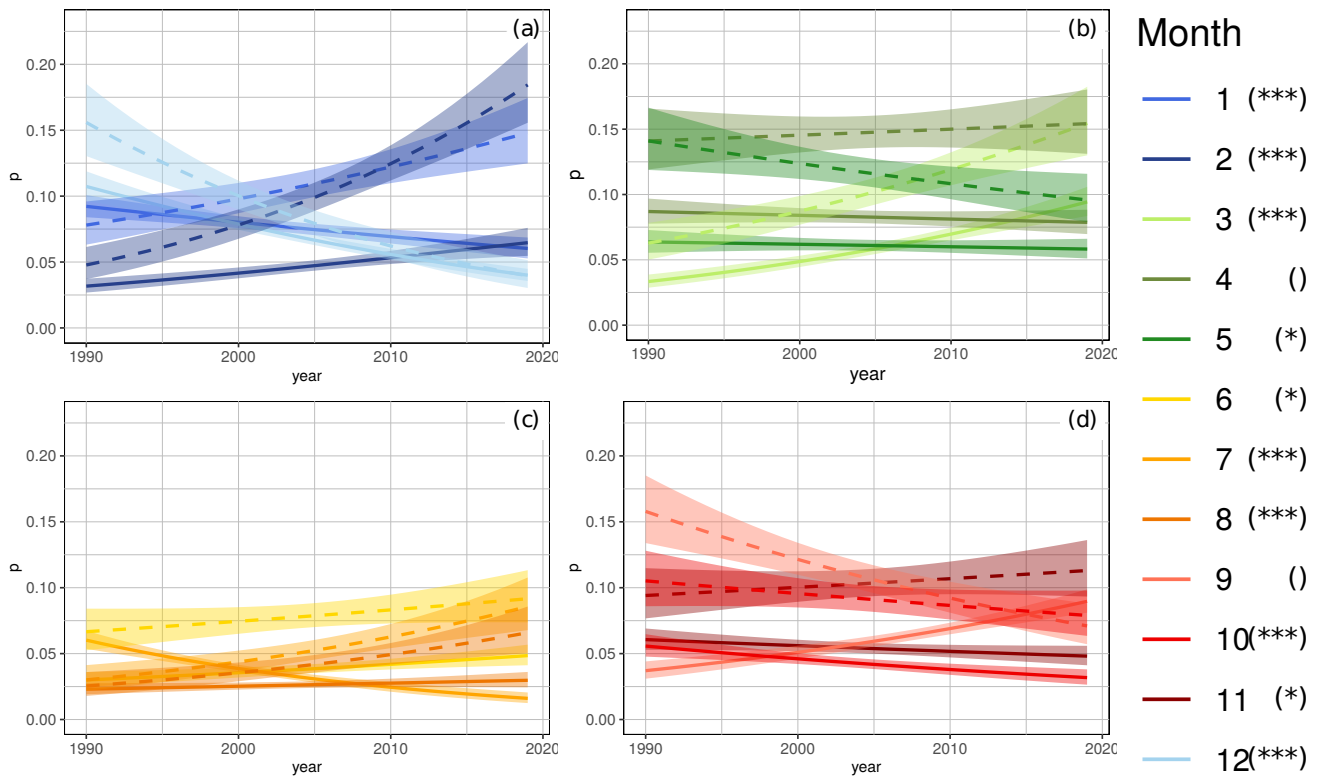 (a)
p
0.20
0.15
0.10
0.05
0.00
1990 2000 2010 2020
year
(b)
p
0.20
0.15
0.10
0.05
0.00
1990 2000 2010 2020
year
(c)
p
0.20
0.15
0.10
0.05
0.00
1990 2000 2010 2020
year
(d)
p
0.20
0.15
0.10
0.05
0.00
1990 2000 2010 2020
year
Month
1 (***)
2 (***)
3 (***)
4 ()
5 (*)
6 (*)
7 (***)
8 (***)
9 ()
10(***)
11 (*)
12(***)